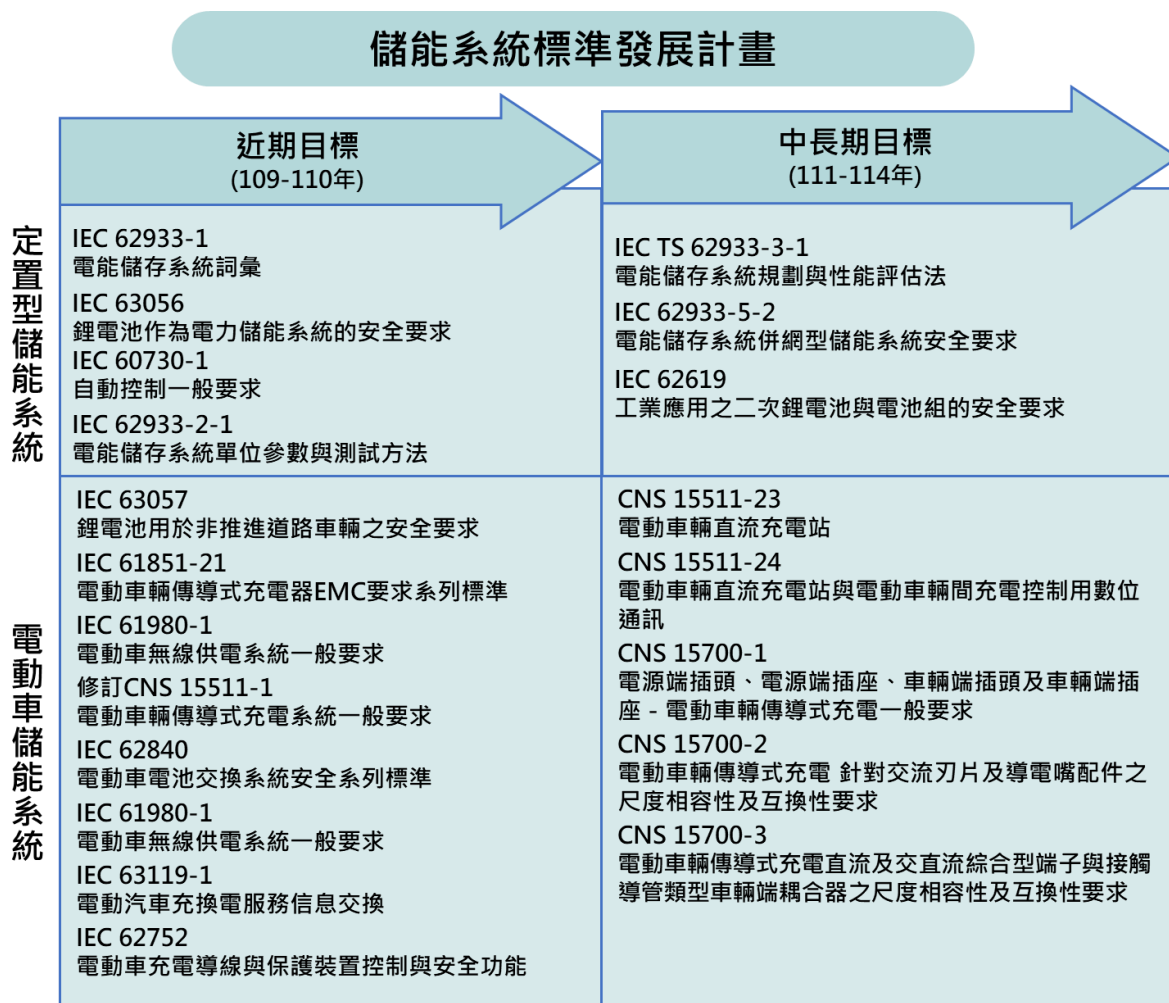 儲能系統標準發展計畫
近期目標
(109-110年)
中長期目標
(111-114年)
定置型儲能系統
IEC 62933-1
電能儲存系統詞彙
IEC 63056
鋰電池作為電力儲能系統的安全要求
IEC 60730-1
自動控制一般要求
IEC 62933-2-1
電能儲存系統單位參數與測試方法
IEC TS 62933-3-1
電能儲存系統規劃與性能評估法
IEC 62933-5-2
電能儲存系統併網型儲能系統安全要求
IEC 62619
工業應用之二次鋰電池與電池組的安全要求
電動車儲能系統
IEC 63057
鋰電池用於非推進道路車輛之安全要求
IEC 61851-21
電動車輛傳導式充電器EMC要求系列標準
IEC 61980-1
電動車無線供電系統一般要求
修訂CNS 15511-1
電動車輛傳導式充電系統一般要求
IEC 62840
電動車電池交換系統安全系列標準
IEC 61980-1
電動車無線供電系統一般要求
IEC 63119-1
電動汽車充換電服務信息交換
IEC 62752
電動車充電導線與保護裝置控制與安全功能
CNS 15511-23
電動車輛直流充電站
CNS 15511-24
電動車輛直流充電站與電動車輛間充電控制用數位
通訊
CNS 15700-1
電源端插頭、電源端插座、車輛端插頭及車輛端插
座 - 電動車輛傳導式充電一般要求
CNS 15700-2
電動車輛傳導式充電 針對交流刃片及導電嘴配件之
尺度相容性及互換性要求
CNS 15700-3
電動車輛傳導式充電直流及交直流綜合型端子與接觸
導管類型車輛端耦合器之尺度相容性及互換性要求